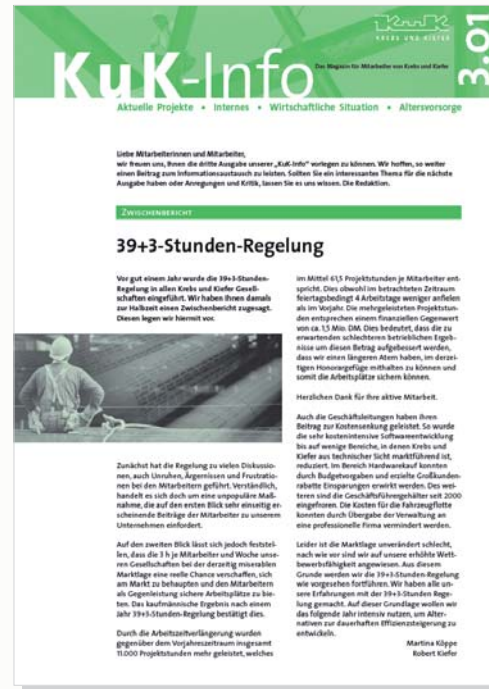 KuK
KREBS UND KIEFER
3.01
KuK-Info
Das Magazin für Mitarbeiter von Krebs und Kiefer
Aktuelle Projekte • Internes • Wirtschaftliche Situation • Altersvorsorge
Liebe Mitarbeiterinnen und Mitarbeiter,
wir freuen uns, Ihnen die dritte Ausgabe unserer „KuK-Info" vorlegen zu können. Wir hoffen, so weiter
einen Beitrag zum Informationsaustausch zu leisten. Sollten Sie ein interessantes Thema für die nächste
Ausgabe haben oder Anregungen und Kritik, lassen Sie es uns wissen. Die Redaktion.
ZWISCHENBERICHT
39+3-Stunden-Regelung
Vor gut einem Jahr wurde die 39+3-Stunden-
Regelung in allen Krebs und Kiefer Gesell-
schaften eingeführt. Wir haben Ihnen damals
zur Halbzeit einen Zwischenbericht zugesagt.
Diesen legen wir hiermit vor.
Zunächst hat die Regelung zu vielen Diskussio-
nen, auch Unruhen, Ärgernissen und Frustratio-
nen bei den Mitarbeitern geführt. Verständlich,
handelt es sich doch um eine unpopuläre Maß-
nahme, die auf den ersten Blick sehr einseitig er-
scheinende Beiträge der Mitarbeiter zu unserem
Unternehmen einfordert.
Auf den zweiten Blick lässt sich jedoch feststel-
len, dass die 3 h je Mitarbeiter und Woche unse-
ren Gesellschaften bei der derzeitig miserablen
Marktlage eine reelle Chance verschaffen, sich
am Markt zu behaupten und den Mitarbeitern
als Gegenleistung sichere Arbeitsplätze zu bie-
ten. Das kaufmännische Ergebnis nach einem
Jahr 39+3-Stunden-Regelung bestätigt dies.
Durch die Arbeitszeitverlängerung wurden
gegenüber dem Vorjahreszeitraum insgesamt
11.000 Projektstunden mehr geleistet, welches
im Mittel 61,5 Projektstunden je Mitarbeiter ent-
spricht. Dies obwohl im betrachteten Zeitraum
feiertagsbedingt 4 Arbeitstage weniger anfielen
als im Vorjahr. Die mehrgeleisteten Projektstun-
den entsprechen einem finanziellen Gegenwert
von ca. 1,5 Mio. DM. Dies bedeutet, dass die zu
erwartenden schlechteren betrieblichen Ergeb-
nisse um diesen Betrag aufgebessert werden,
dass wir einen längeren Atem haben, im derzei-
tigen Honorargefüge mithalten zu können und
somit die Arbeitsplätze sichern können.
Herzlichen Dank für Ihre aktive Mitarbeit.
Auch die Geschäftsleitungen haben ihren
Beitrag zur Kostensenkung geleistet. So wurde
die sehr kostenintensive Softwareentwicklung
bis auf wenige Bereiche, in denen Krebs und
Kiefer aus technischer Sicht marktführend ist,
reduziert. Im Bereich Hardwarekauf konnten
durch Budgetvorgaben und erzielte Großkunden-
rabatte Einsparungen erwirkt werden. Des wei-
teren sind die Geschäftsführergehälter seit 2000
eingefroren. Die Kosten für die Fahrzeugflotte
konnten durch Übergabe der Verwaltung an
eine professionelle Firma vermindert werden.
Leider ist die Marktlage unverändert schlecht,
nach wie vor sind wir auf unsere erhöhte Wett-
bewerbsfähigkeit angewiesen. Aus diesem
Grunde werden wir die 39+3-Stunden-Regelung
wie vorgesehen fortführen. Wir haben alle un-
sere Erfahrungen mit der 39+3-Stunden Rege-
lung gemacht. Auf dieser Grundlage wollen wir
das folgende Jahr intensiv nutzen, um Alter-
nativen zur dauerhaften Effizienzsteigerung zu
entwickeln.
Martina Köppe
Robert Kiefer